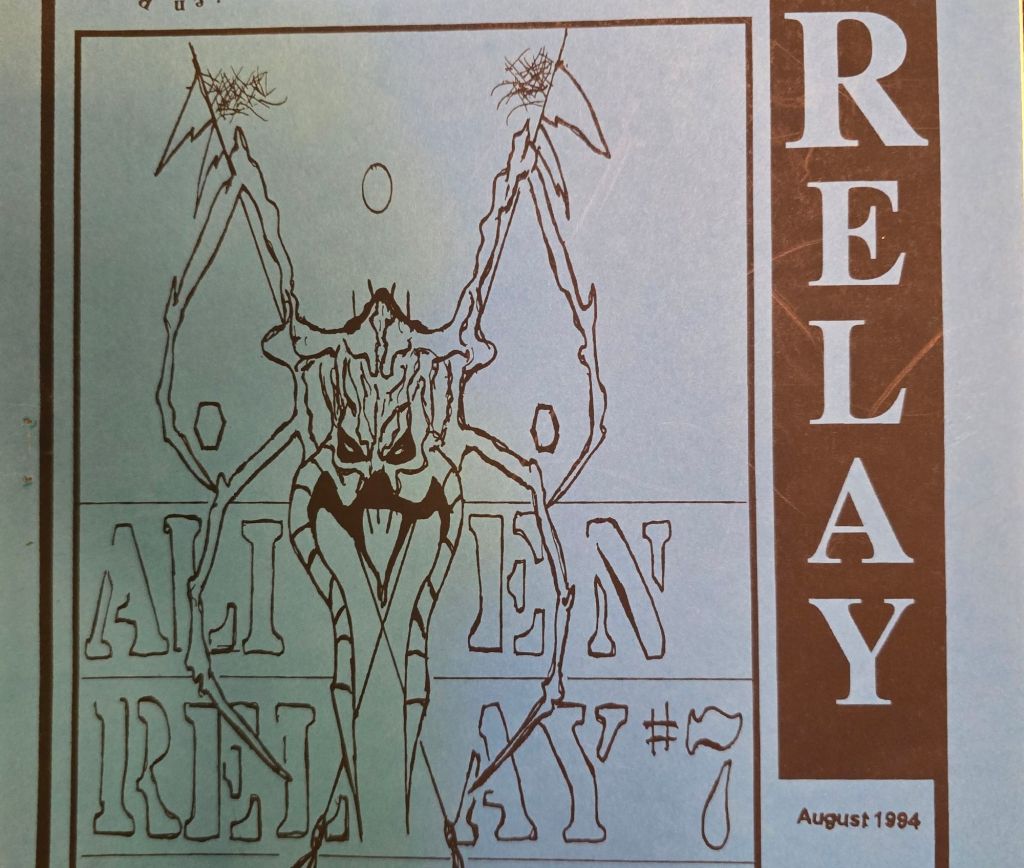 ALIEN
RELAY #7
RELAY
August 1994